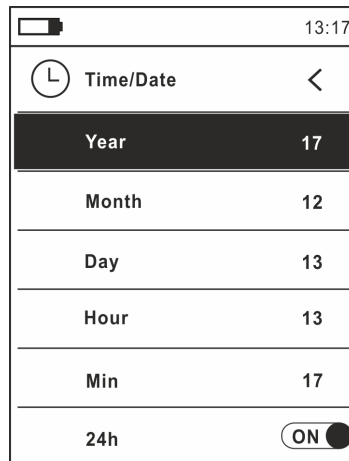 13:17
Time/Date <
Year 17
Month 12
Day 13
Hour 13
Min 17
24h ON